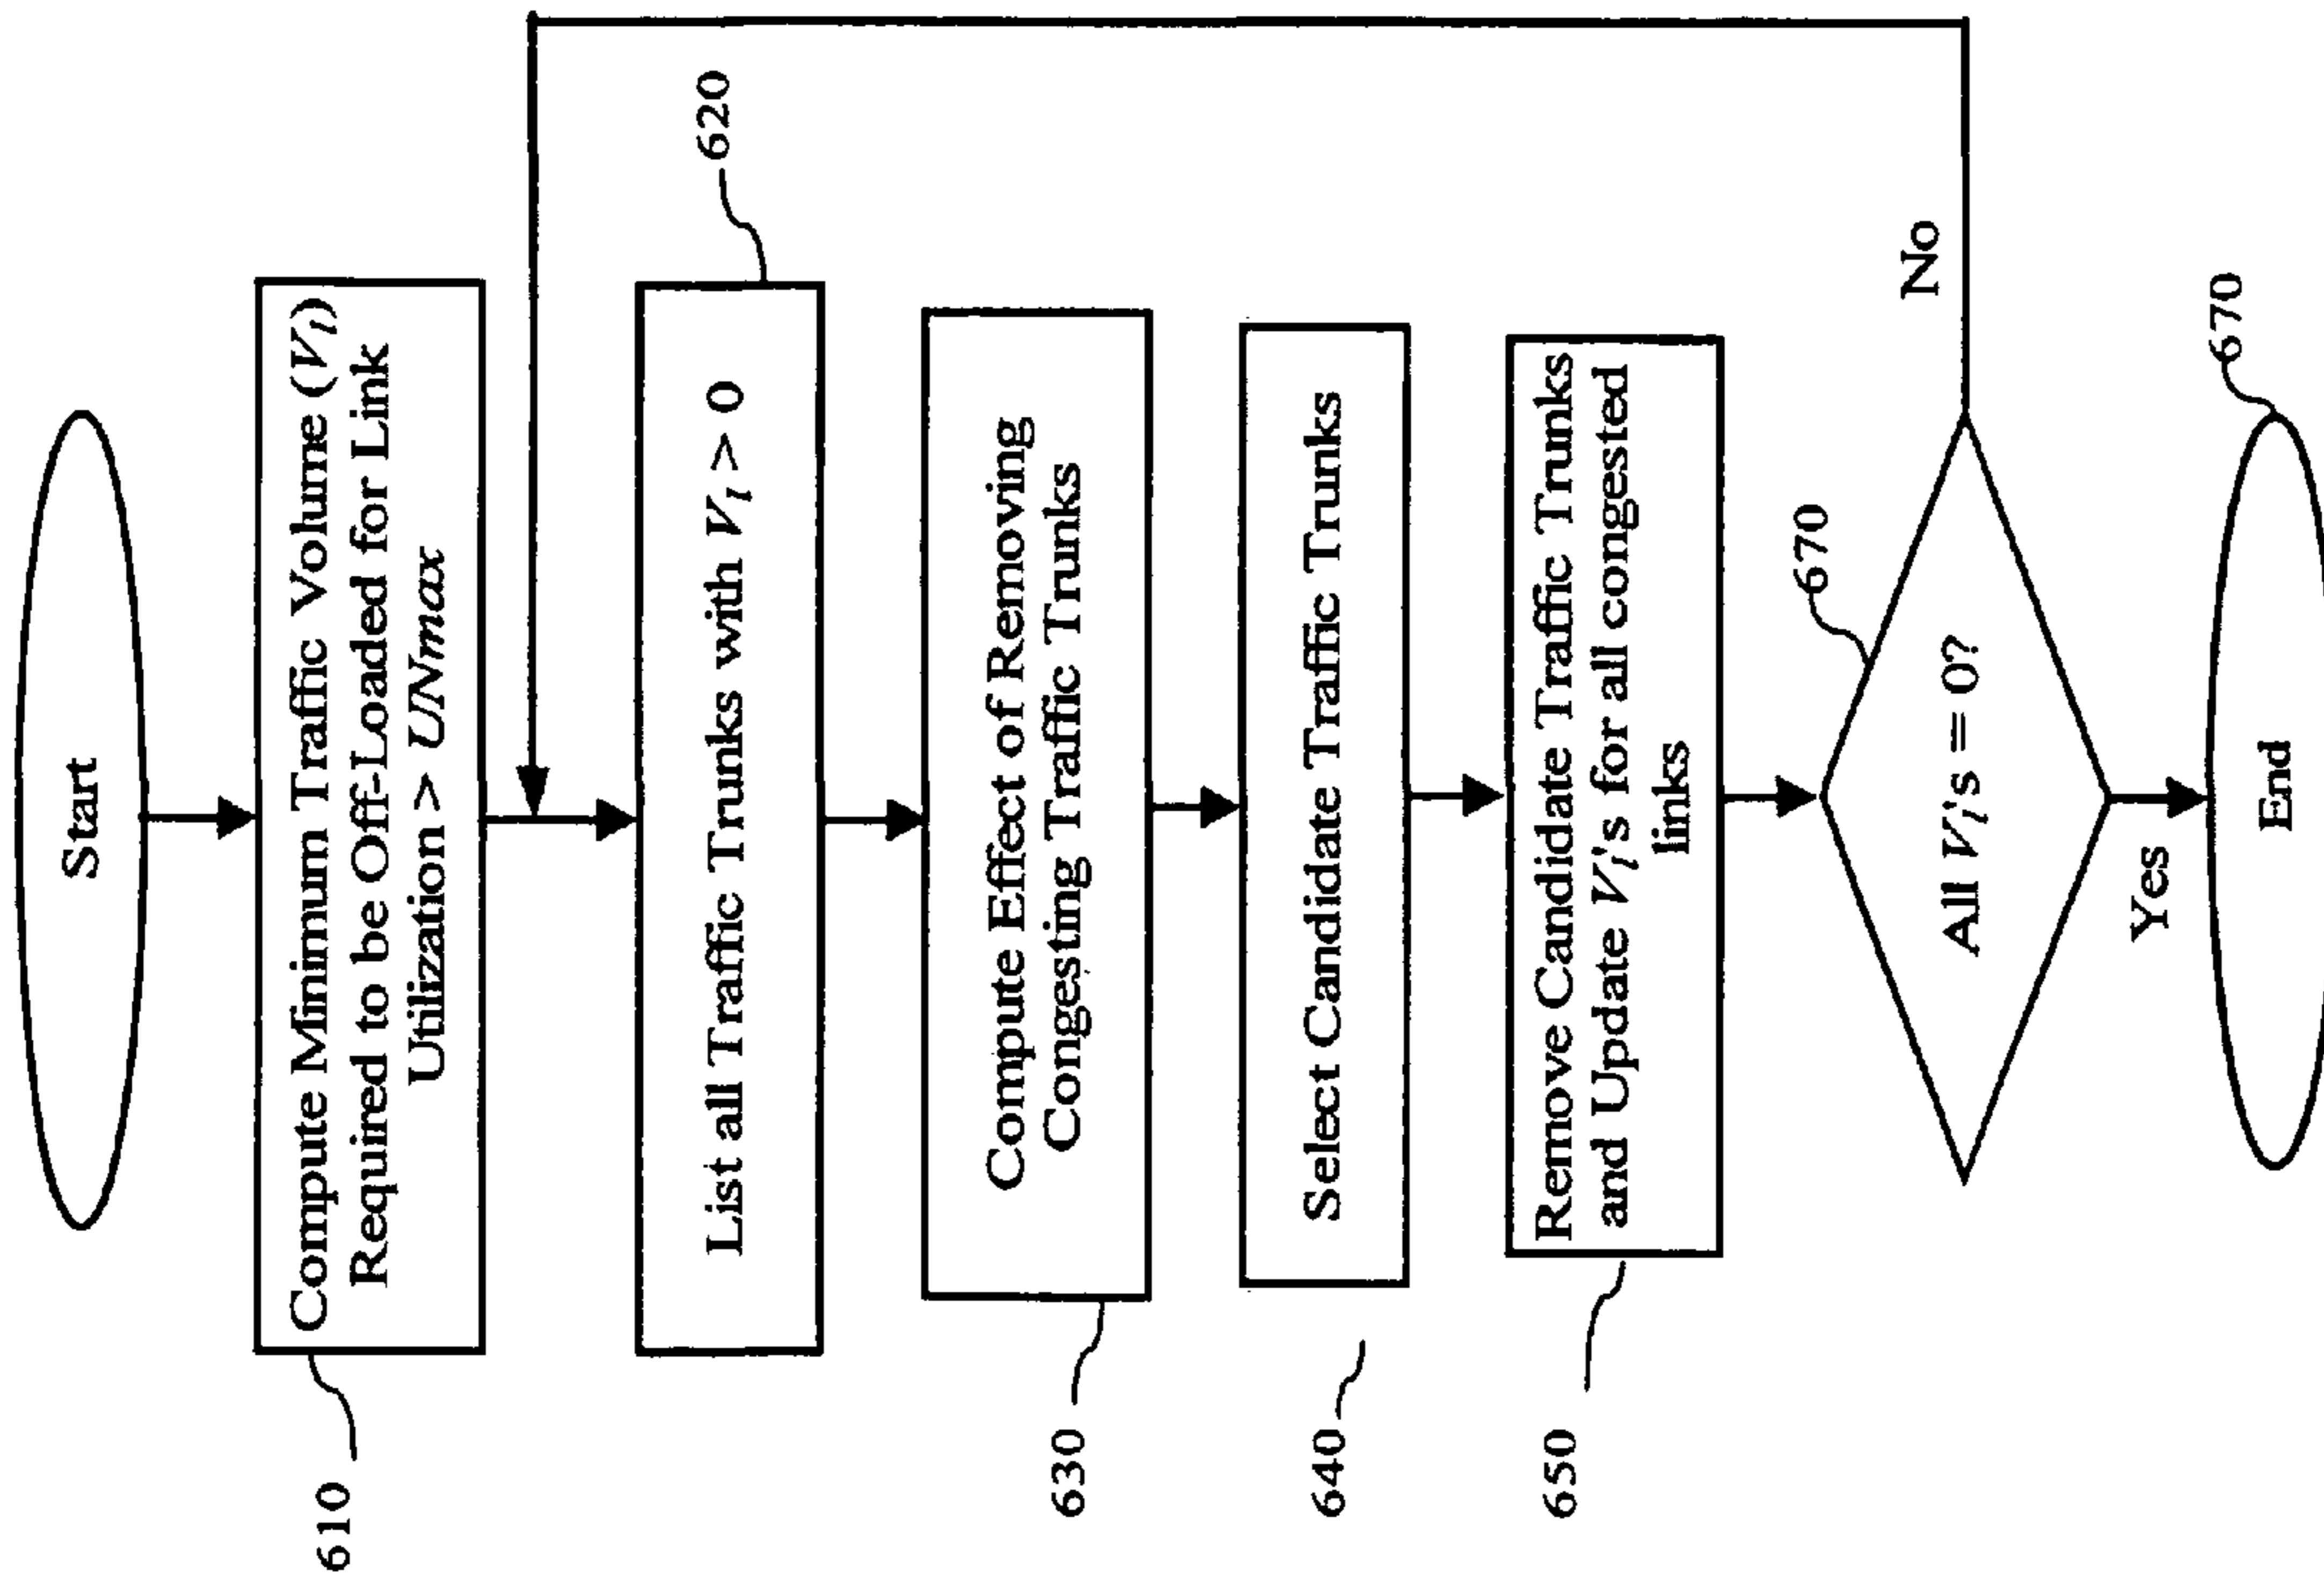 Start
610
Compute Minimum Traffic Volume (Vl)
Required to be Off-Loaded for Link
Utilization > UNmax
620
List all Traffic Trunks with Vl > 0
630
Compute Effect of Removing
Congesting Traffic Trunks
640
Select Candidate Traffic Trunks
650
Remove Candidate Traffic Trunks
and Update Vl's for all congested
links
670
All Vl's = 0?
No
Yes
670
End